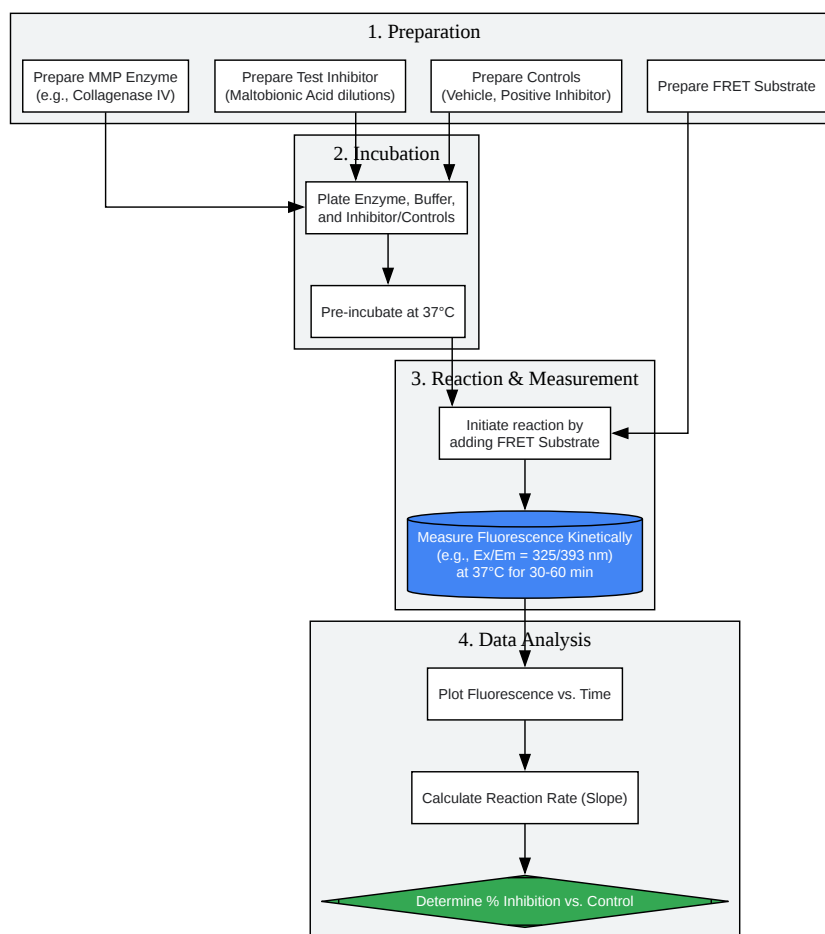 1. Preparation
Prepare MMP Enzyme
(e.g., Collagenase IV)
Prepare Test Inhibitor
(Maltobionic Acid dilutions)
Prepare Controls
(Vehicle, Positive Inhibitor)
Prepare FRET Substrate
2. Incubation
Plate Enzyme, Buffer,
and Inhibitor/Controls
Pre-incubate at 37°C
3. Reaction & Measurement
Initiate reaction by
adding FRET Substrate
Measure Fluorescence Kinetically
(e.g., Ex/Em = 325/393 nm)
at 37°C for 30-60 min
4. Data Analysis
Plot Fluorescence vs. Time
Calculate Reaction Rate (Slope)
Determine % Inhibition vs. Control